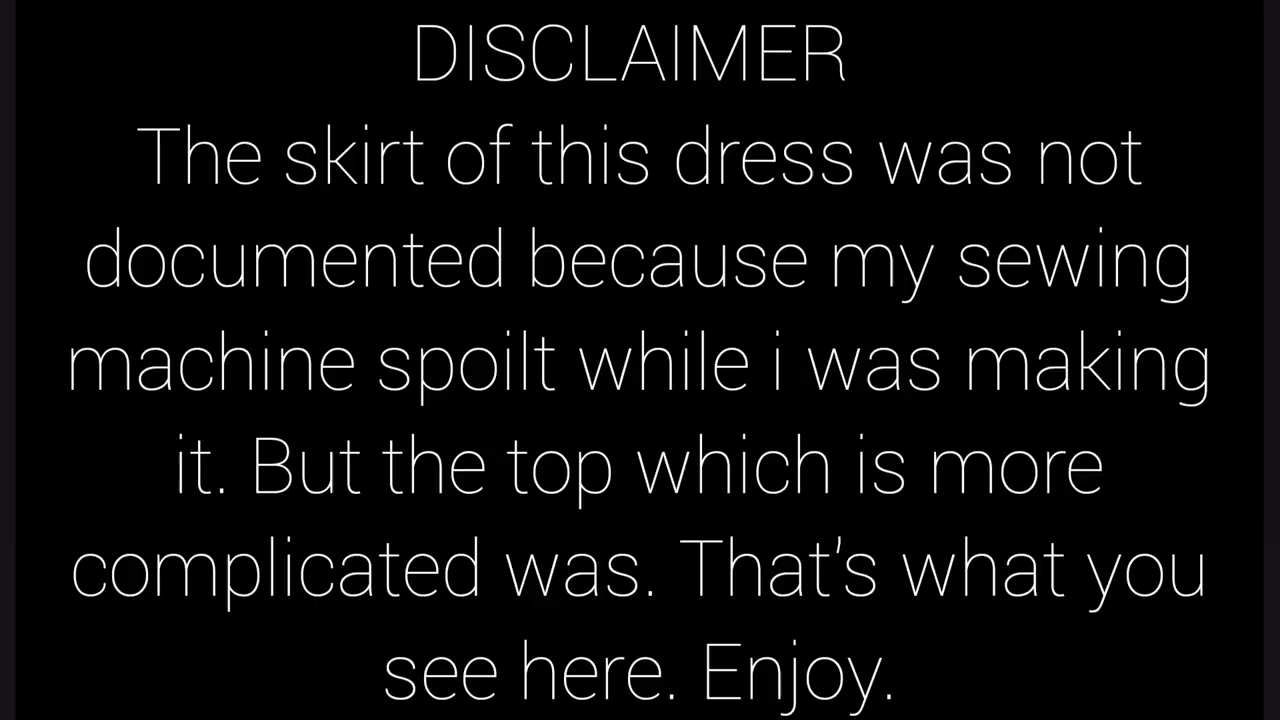 DISCLAIMER
The skirt of this dress was not
documented because my sewing
machine spoilt while i was making
it. But the top which is more
complicated was. That's what you
see here. Enjoy.